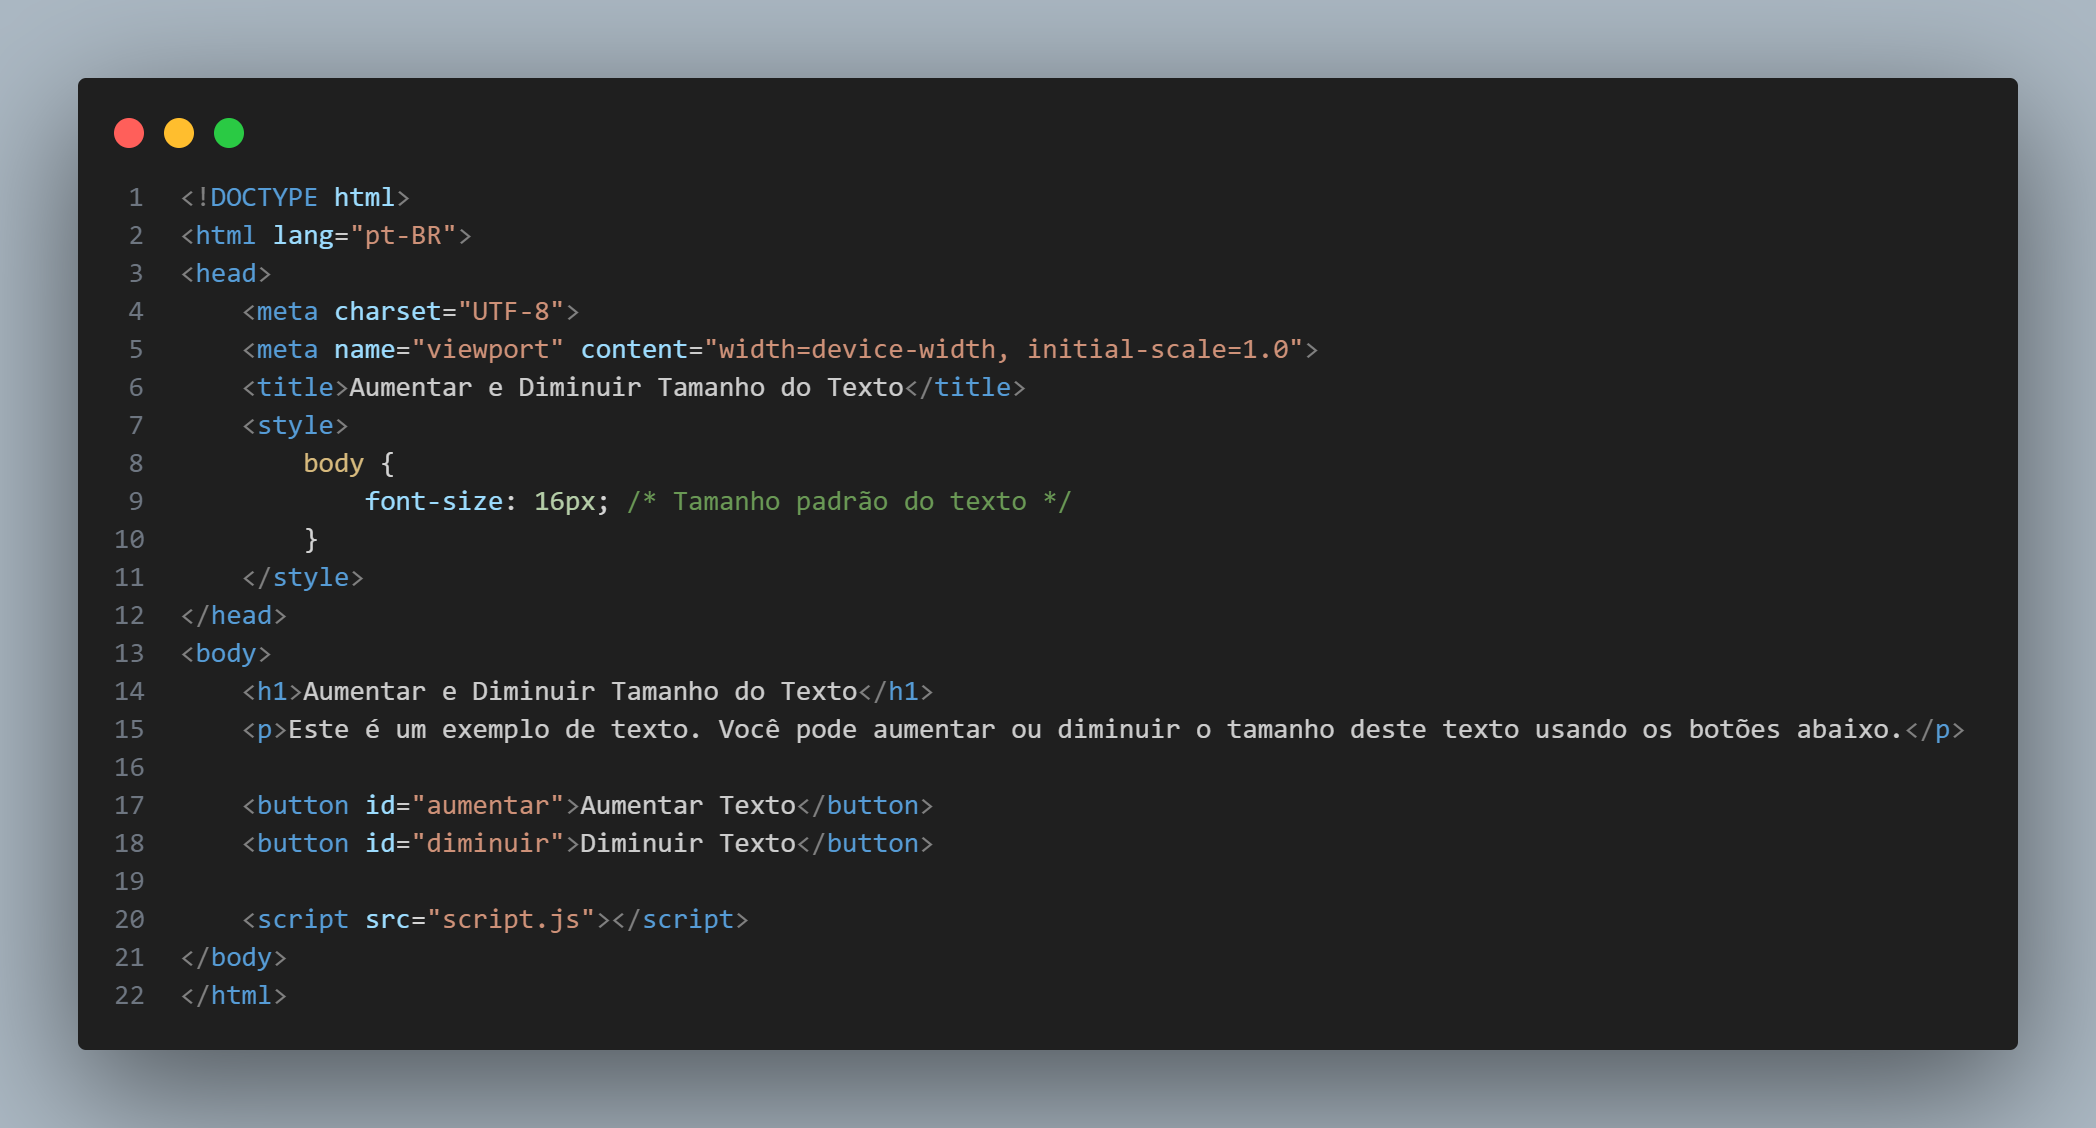 1 <!DOCTYPE html>
2 <html lang="pt-BR">
3 <head>
4     <meta charset="UTF-8">
5     <meta name="viewport" content="width=device-width, initial-scale=1.0">
6     <title>Aumentar e Diminuir Tamanho do Texto</title>
7     <style>
8         body {
9             font-size: 16px; /* Tamanho padrão do texto */
10         }
11     </style>
12 </head>
13 <body>
14     <h1>Aumentar e Diminuir Tamanho do Texto</h1>
15     <p>Este é um exemplo de texto. Você pode aumentar ou diminuir o tamanho deste texto usando os botões abaixo.</p>
16
17     <button id="aumentar">Aumentar Texto</button>
18     <button id="diminuir">Diminuir Texto</button>
19
20     <script src="script.js"></script>
21 </body>
22 </html>